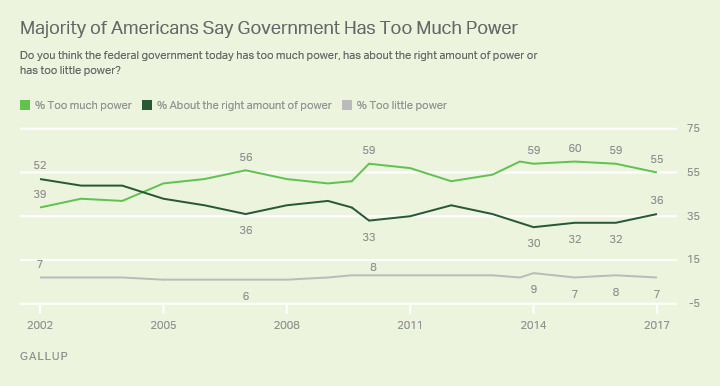 Majority of Americans Say Government Has Too Much Power
Do you think the federal government today has too much power, has about the right amount of power or
has too little power?
% Too much power % About the right amount of power % Too little power
75
59 60 59
52 56 59 55
55
39 36
35
36 33 30 32 32
7 8 15
6 9 7 8 7
-5
2002 2005 2008 2011 2014 2017
GALLUP